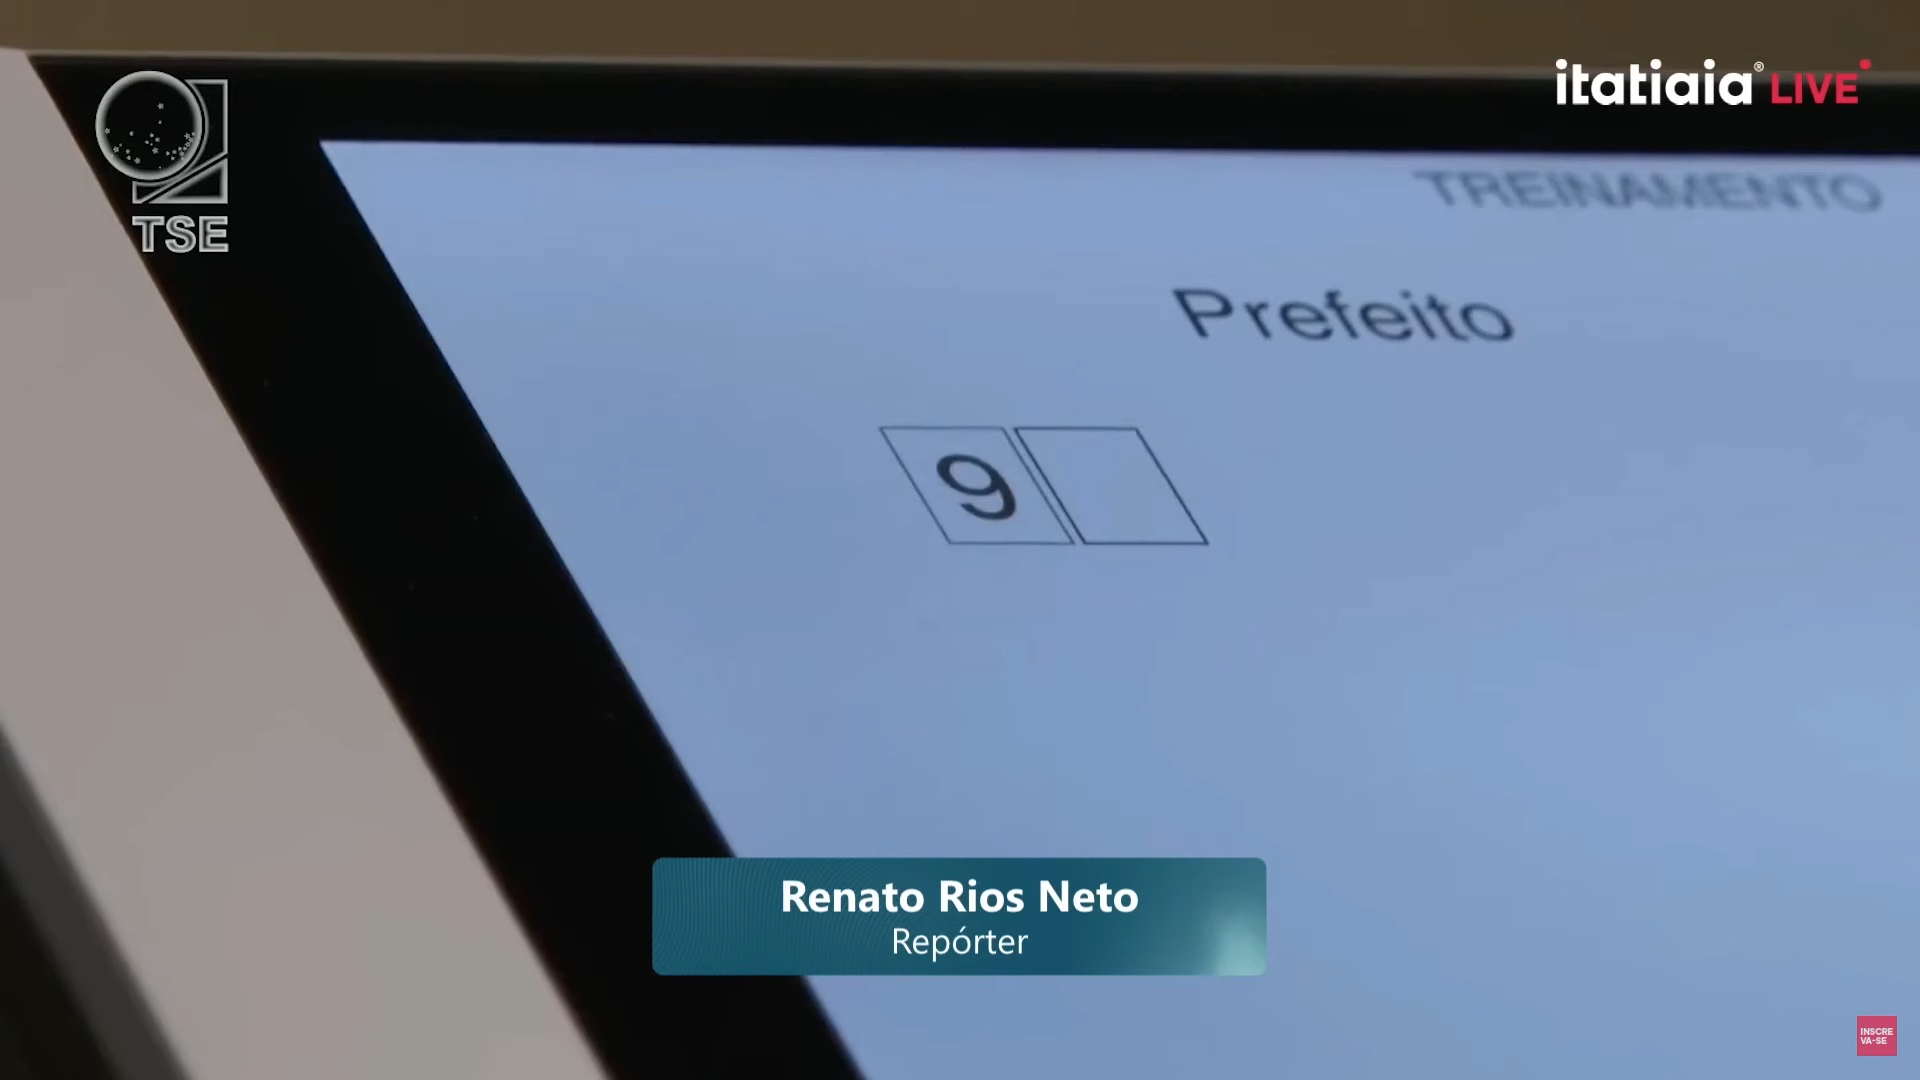 itatiaia® LIVE
TSE
TREINAMENTO
Prefeito
9
Renato Rios Neto
Repórter
INSCRE
VA-SE